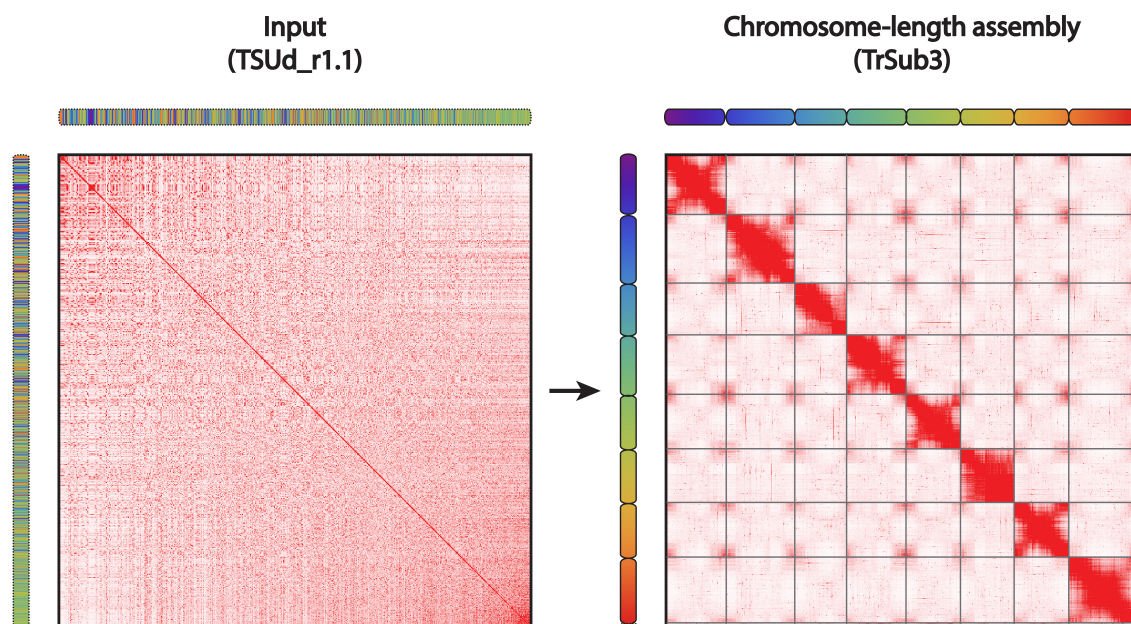 Input
(TSUd_r1.1)
Chromosome-length assembly
(TrSub3)